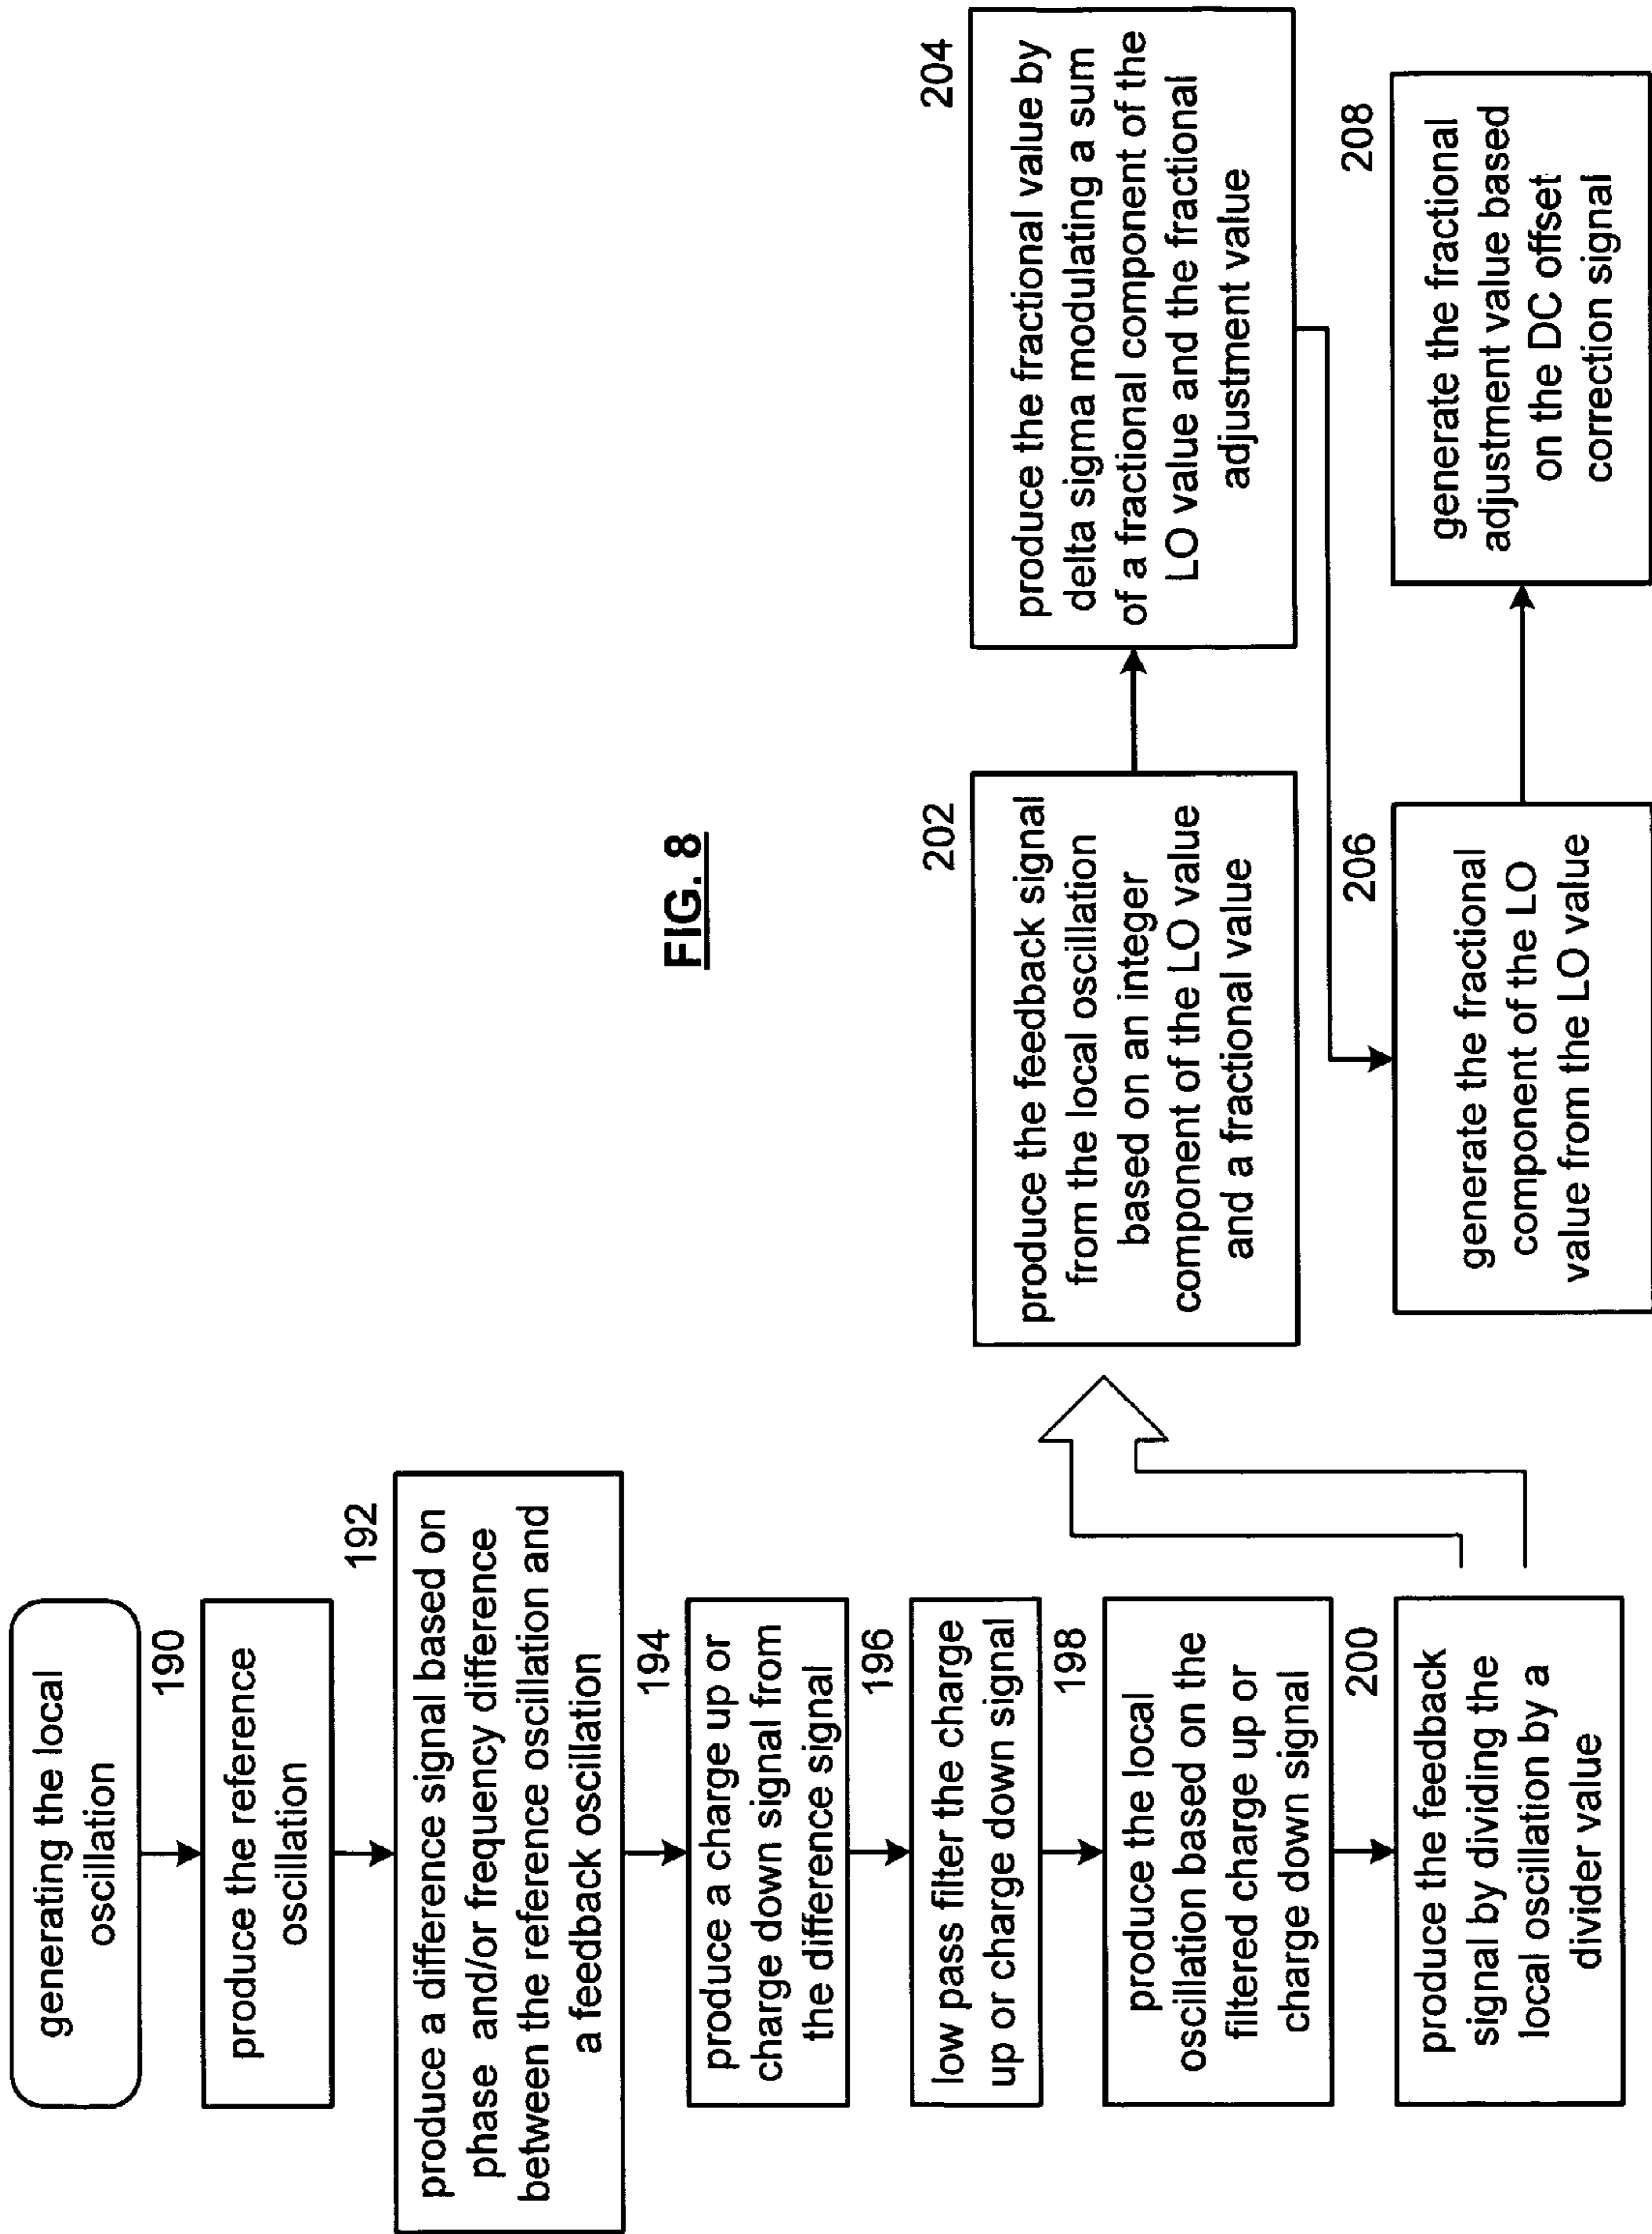 generating the local
oscillation
190
produce the reference
oscillation
192
produce a difference signal based on
phase and/or frequency difference
between the reference oscillation and
a feedback oscillation
194
produce a charge up or
charge down signal from
the difference signal
196
low pass filter the charge
up or charge down signal
198
produce the local
oscillation based on the
filtered charge up or
charge down signal
200
produce the feedback
signal by dividing the
local oscillation by a
divider value
FIG. 8
202
produce the feedback signal
from the local oscillation
based on an integer
component of the LO value
and a fractional value
204
produce the fractional value by
delta sigma modulating a sum
of a fractional component of the
LO value and the fractional
adjustment value
206
generate the fractional
component of the LO
value from the LO value
208
generate the fractional
adjustment value based
on the DC offset
correction signal